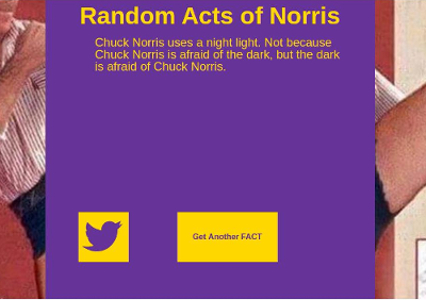 Random Acts of Norris
Chuck Norris uses a night light. Not because
Chuck Norris is afraid of the dark, but the dark
is afraid of Chuck Norris.
Get Another FACT